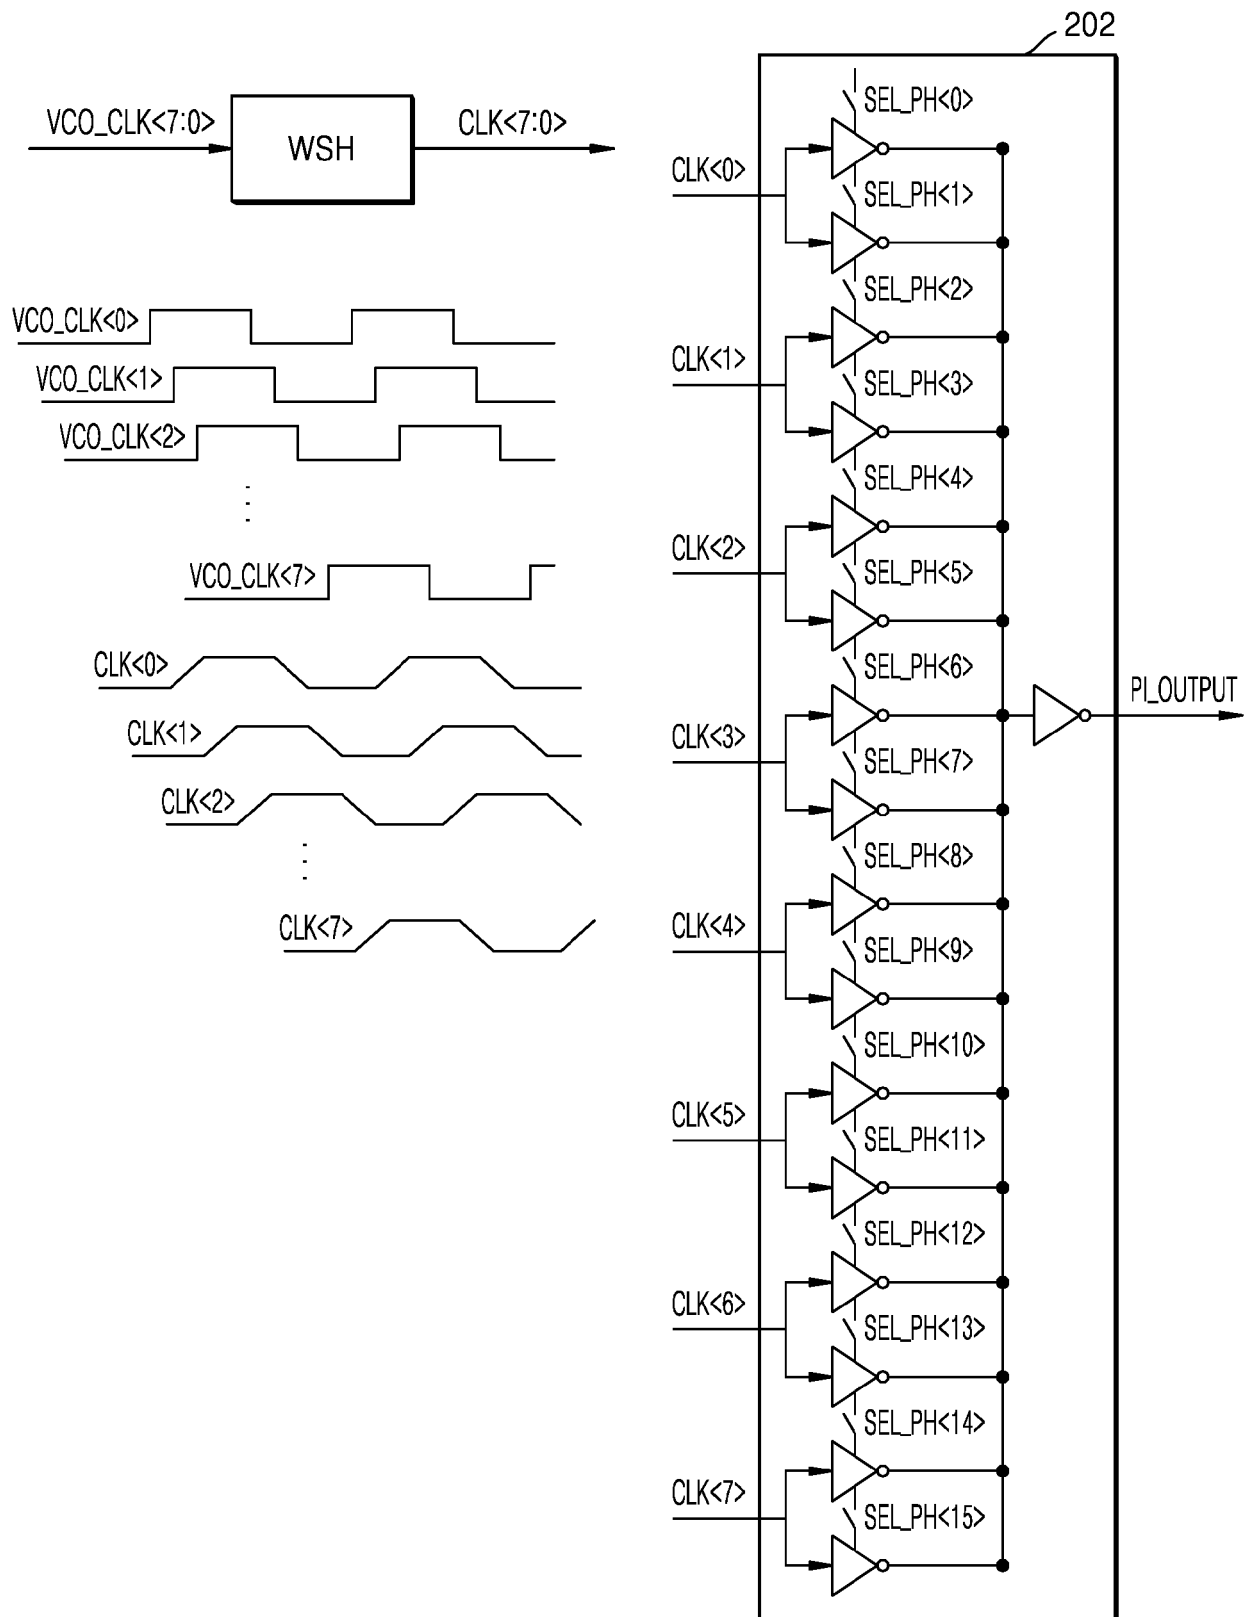 202
VCO_CLK<7:0>
WSH
CLK<7:0>
VCO_CLK<0>
VCO_CLK<1>
VCO_CLK<2>
VCO_CLK<7>
CLK<0>
CLK<1>
CLK<2>
CLK<7>
SEL_PH<0>
CLK<0>
SEL_PH<1>
SEL_PH<2>
CLK<1>
SEL_PH<3>
SEL_PH<4>
CLK<2>
SEL_PH<5>
SEL_PH<6>
CLK<3>
SEL_PH<7>
SEL_PH<8>
CLK<4>
SEL_PH<9>
SEL_PH<10>
CLK<5>
SEL_PH<11>
SEL_PH<12>
CLK<6>
SEL_PH<13>
SEL_PH<14>
CLK<7>
SEL_PH<15>
PI_OUTPUT